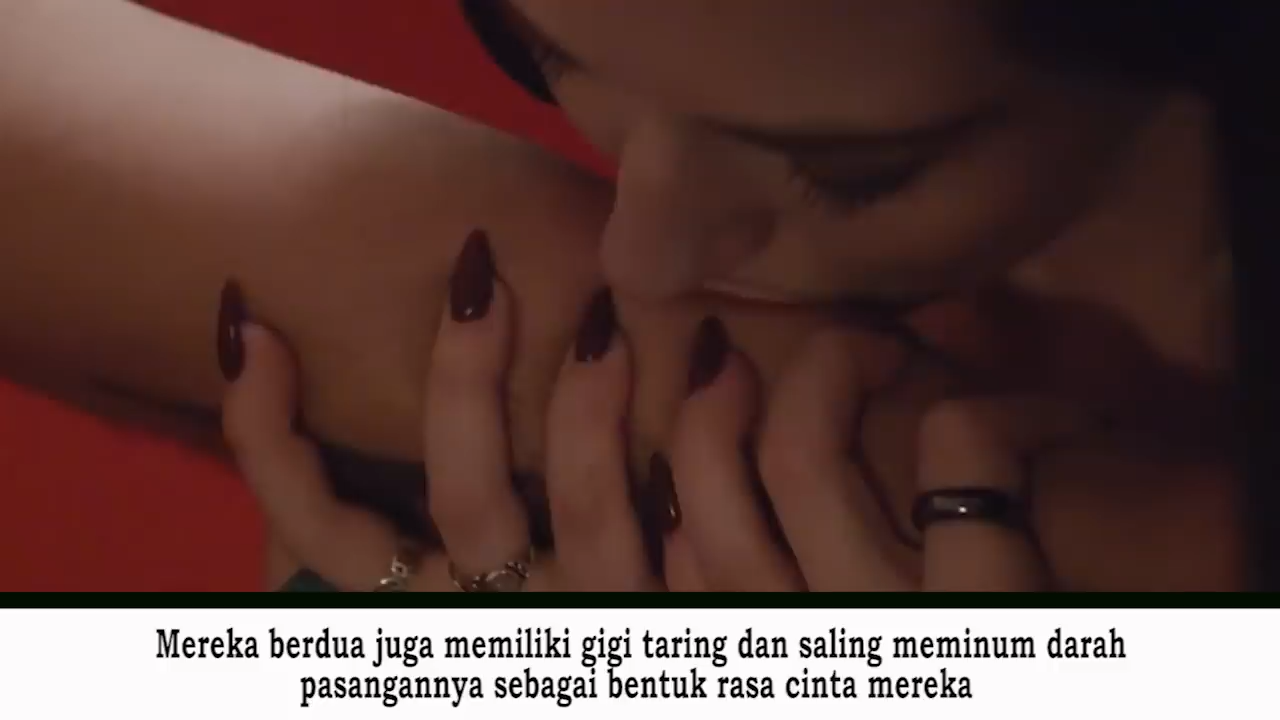 Mereka berdua juga memiliki gigi taring dan saling meminum darah
pasangannya sebagai bentuk rasa cinta mereka